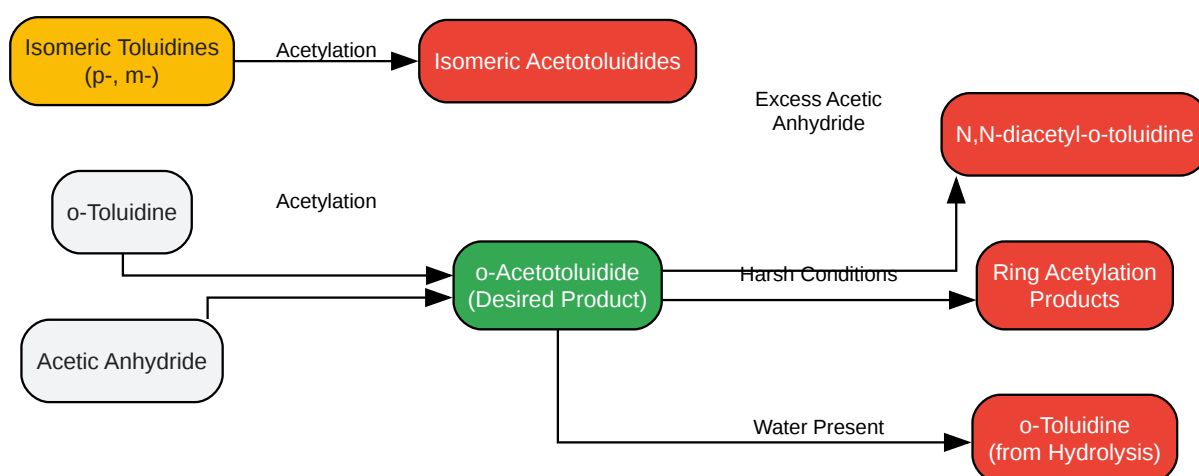 Isomeric Toluidines
(p-, m-)
Acetylation
Isomeric Acetotoluidides
Excess Acetic
Anhydride
N,N-diacetyl-o-toluidine
o-Toluidine
Acetylation
o-Acetotoluidide
(Desired Product)
Harsh Conditions
Ring Acetylation
Products
Acetic Anhydride
Water Present
o-Toluidine
(from Hydrolysis)